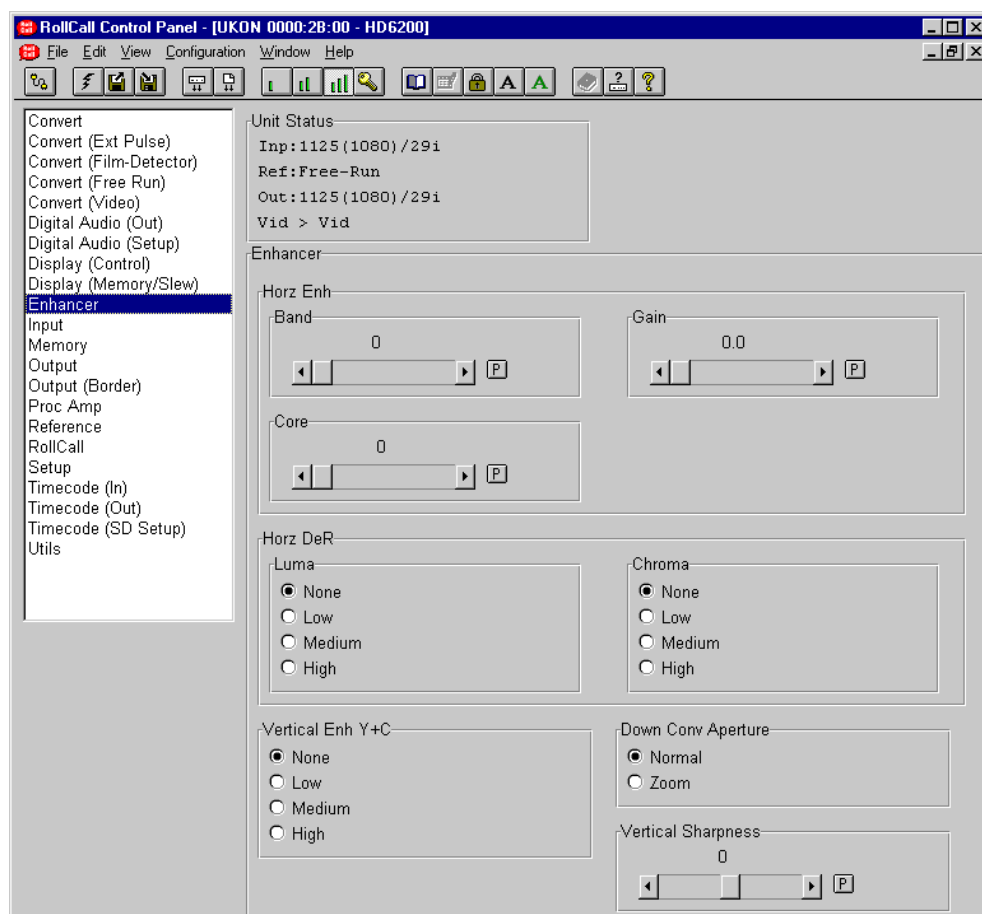 RollCall Control Panel - [UKON 0000:2B:00 - HD6200]
File Edit View Configuration Window Help
A A
Convert
Convert (Ext Pulse)
Convert (Film-Detector)
Convert (Free Run)
Convert (Video)
Digital Audio (Out)
Digital Audio (Setup)
Display (Control)
Display (Memory/Slew)
Enhancer
Input
Memory
Output
Output (Border)
Proc Amp
Reference
RollCall
Setup
Timecode (In)
Timecode (Out)
Timecode (SD Setup)
Utils
Unit Status
Inp:1125(1080)/29i
Ref:Free-Run
Out:1125(1080)/29i
Vid > Vid
Enhancer
Horz Enh
Band
0
P
Gain
0.0
P
Core
0
P
Horz DeR
Luma
None
Low
Medium
High
Chroma
None
Low
Medium
High
Vertical Enh Y+C
None
Low
Medium
High
Down Conv Aperture
Normal
Zoom
Vertical Sharpness
0
P